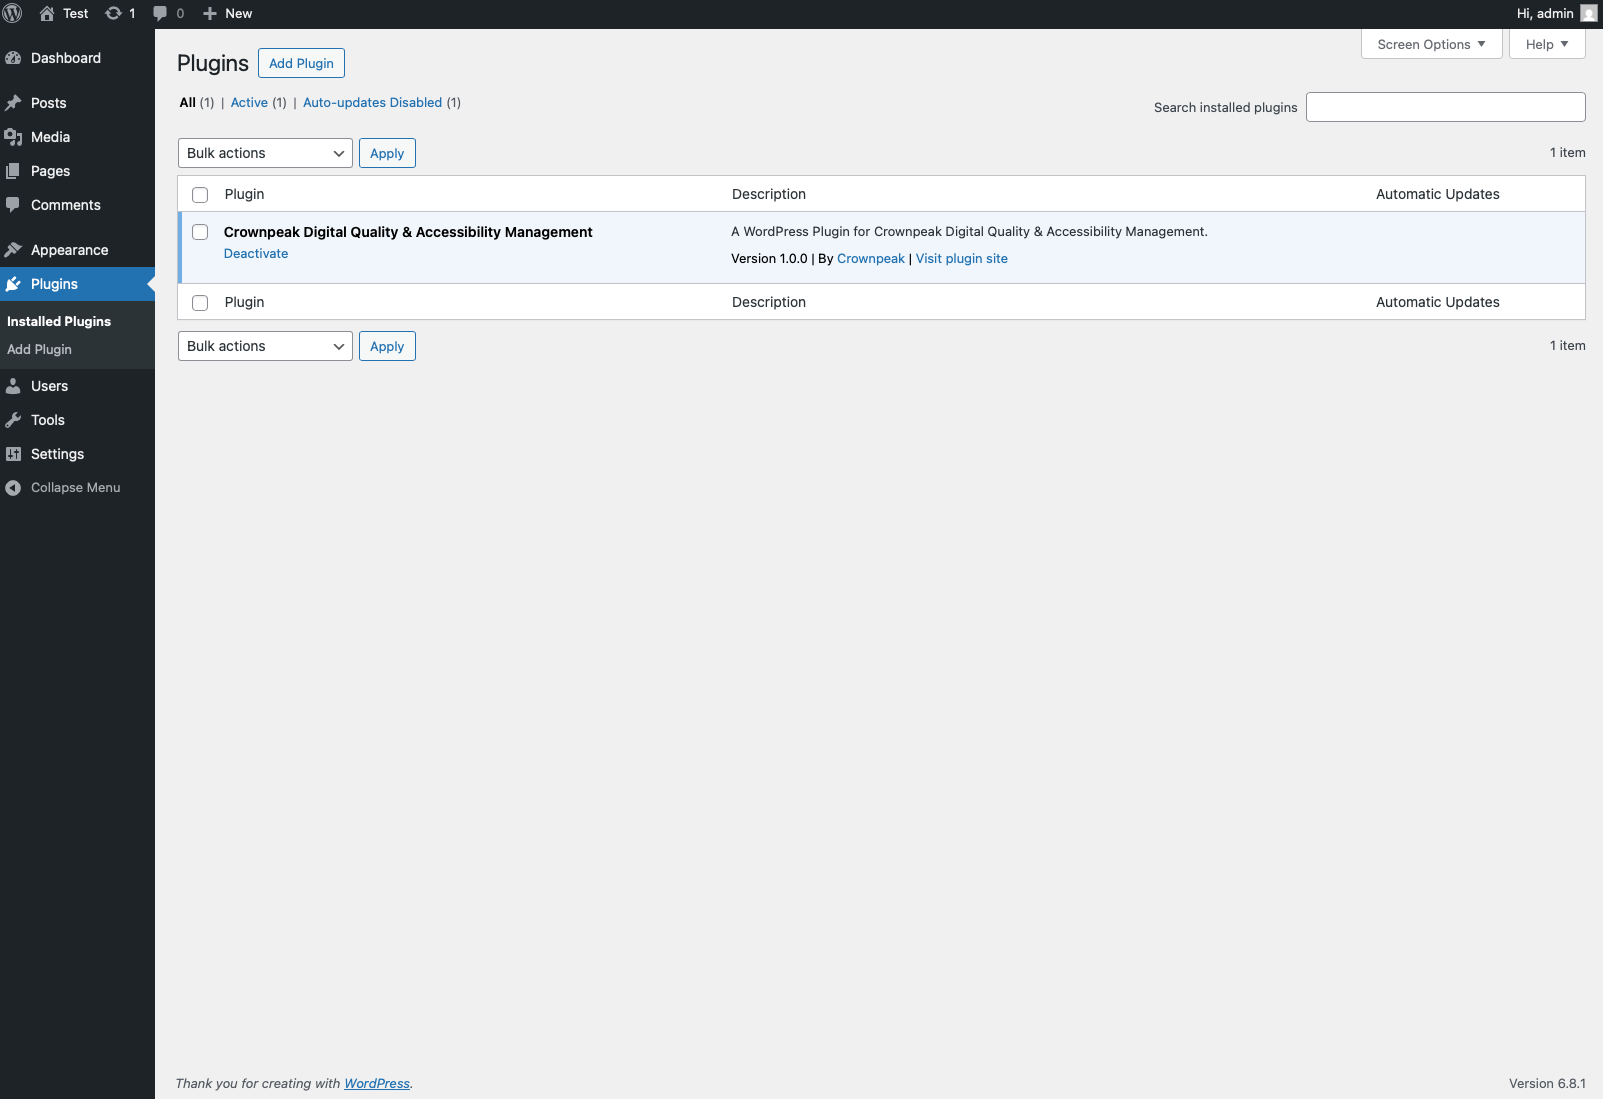 Test 1 0 New Hi, admin
Screen Options Help
Dashboard
Posts
Media
Pages
Comments
Appearance
Plugins
Installed Plugins
Add Plugin
Users
Tools
Settings
Collapse Menu
Plugins Add Plugin
All (1) | Active (1) | Auto-updates Disabled (1)
Search installed plugins
Bulk actions Apply 1 item
Plugin Description Automatic Updates
Crownpeak Digital Quality & Accessibility Management A WordPress Plugin for Crownpeak Digital Quality & Accessibility Management.
Deactivate Version 1.0.0 | By Crownpeak | Visit plugin site
Plugin Description Automatic Updates
Bulk actions Apply 1 item
Thank you for creating with WordPress. Version 6.8.1